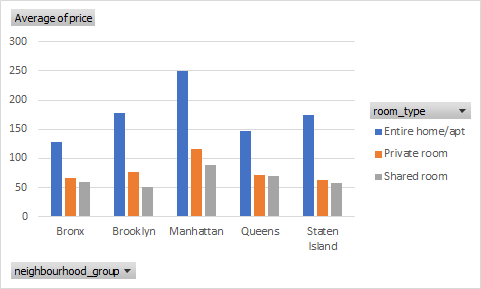 Average of price
300
250
200
150
100
50
0
Bronx
Brooklyn
Manhattan
Queens
Staten
Island
room_type
Entire home/apt
Private room
Shared room
neighbourhood_group